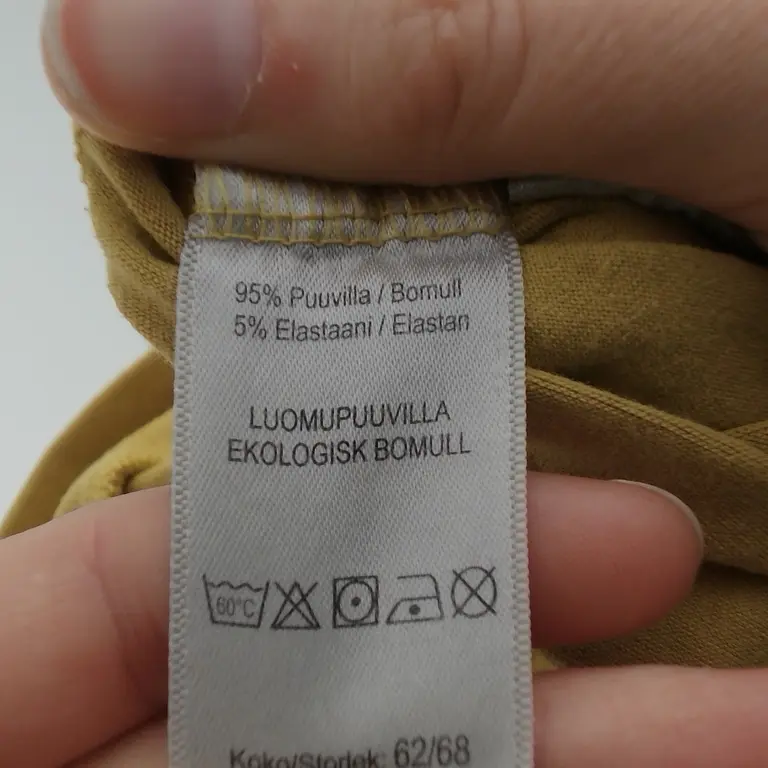 95% Puuvilla / Bomull
5% Elastaani / Elastan
LUOMUPUUVILLA
EKOLOGISK BOMULL
60°C
Koko/Storlek: 62/68